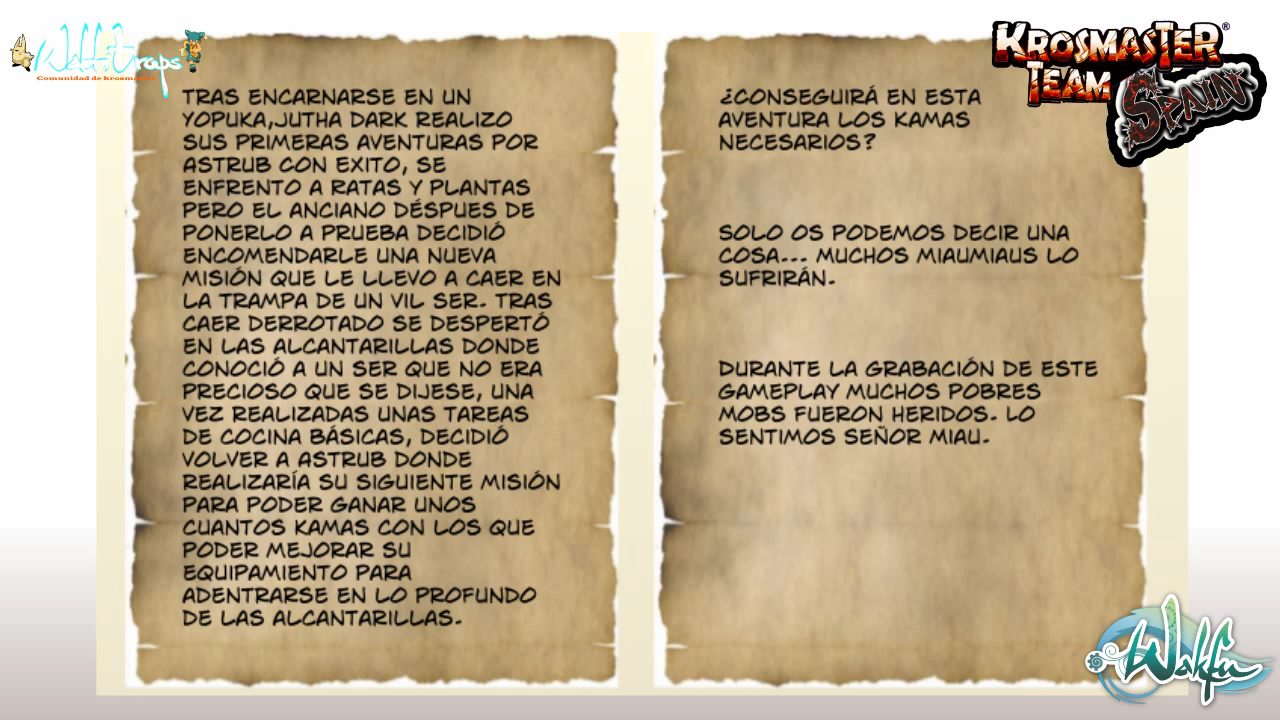 Comunidad de krosmaster
KROSMASTER®
TEAM
SPAIN
TRAS ENCARNARSE EN UN
YOPUKA,JUTHA DARK REALIZO
SUS PRIMERAS AVENTURAS POR
ASTRUB CON EXITO, SE
ENFRENTO A RATAS Y PLANTAS
PERO EL ANCIANO DÉSPUES DE
PONERLO A PRUEBA DECIDIÓ
ENCOMENDARLE UNA NUEVA
MISIÓN QUE LE LLEVO A CAER EN
LA TRAMPA DE UN VIL SER. TRAS
CAER DERROTADO SE DESPERTÓ
EN LAS ALCANTARILLAS DONDE
CONOCIÓ A UN SER QUE NO ERA
PRECIOSO QUE SE DIJESE, UNA
VEZ REALIZADAS UNAS TAREAS
DE COCINA BÁSICAS, DECIDIÓ
VOLVER A ASTRUB DONDE
REALIZARÍA SU SIGUIENTE MISIÓN
PARA PODER GANAR UNOS
CUANTOS KAMAS CON LOS QUE
PODER MEJORAR SU
EQUIPAMIENTO PARA
ADENTRARSE EN LO PROFUNDO
DE LAS ALCANTARILLAS.
¿CONSEGUIRÁ EN ESTA
AVENTURA LOS KAMAS
NECESARIOS?
SOLO OS PODEMOS DECIR UNA
COSA... MUCHOS MIAUMIAUS LO
SUFRIRÁN.
DURANTE LA GRABACIÓN DE ESTE
GAMEPLAY MUCHOS POBRES
MOBS FUERON HERIDOS. LO
SENTIMOS SEÑOR MIAU.
Wakfu